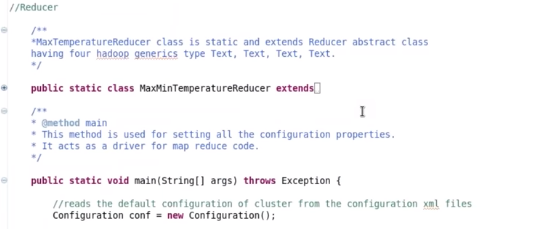 //Reducer
/**
*MaxTemperatureReducer class is static and extends Reducer abstract class
having four hadoop generics type Text, Text, Text, Text.
*/
public static class MaxMinTemperatureReducer extends
/**
* @method main
* This method is used for setting all the configuration properties.
* It acts as a driver for map reduce code.
*/
public static void main(String[] args) throws Exception {
//reads the default configuration of cluster from the configuration xml files
Configuration conf = new Configuration();